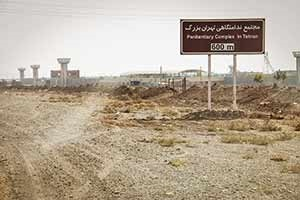 مجتمع ندامتگاهی تهران بزرگ
Penitentiary Complex In Tehran
600 m